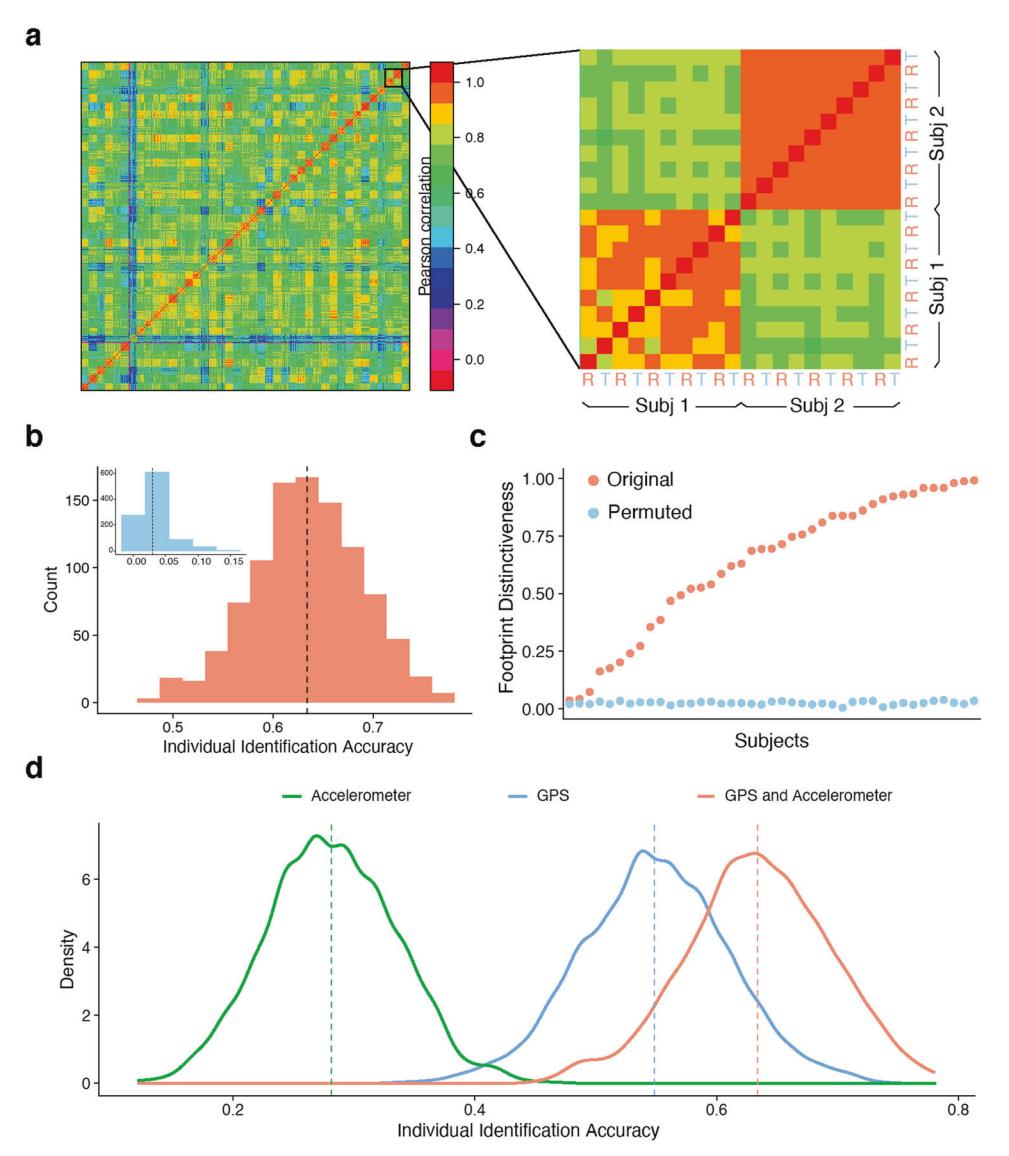 a
1.0
0.8
0.6
0.4
0.2
0.0
Pearson correlation
R T R T R T R T R T
Subj 2
R T R T R T R T R T
Subj 1
R T R T R T R T R T R T R T R T R T R T
Subj 1 Subj 2
b
600
400
200
0
0.00 0.05 0.10 0.15
150
100
50
0
Count
0.5 0.6 0.7
Individual Identification Accuracy
c
Original
Permuted
1.00
0.75
0.50
0.25
0.00
Footprint Distinctiveness
Subjects
d
Accelerometer GPS GPS and Accelerometer
6
4
2
0
Density
0.2 0.4 0.6 0.8
Individual Identification Accuracy